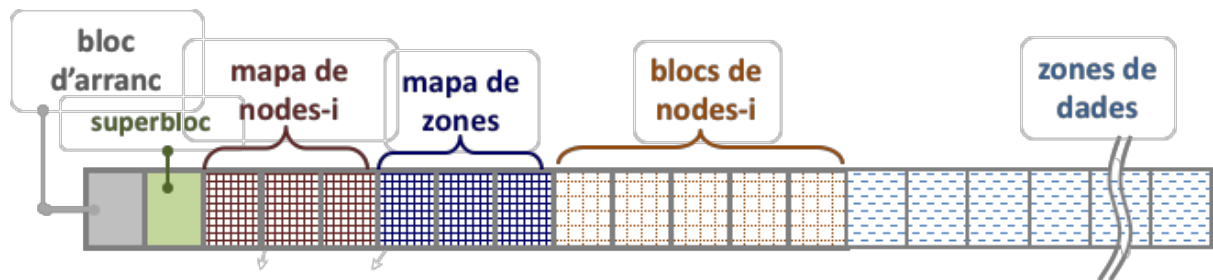 bloc
d’arranc
superbloc
mapa de
nodes-i
mapa de
zones
blocs de
nodes-i
zones de
dades